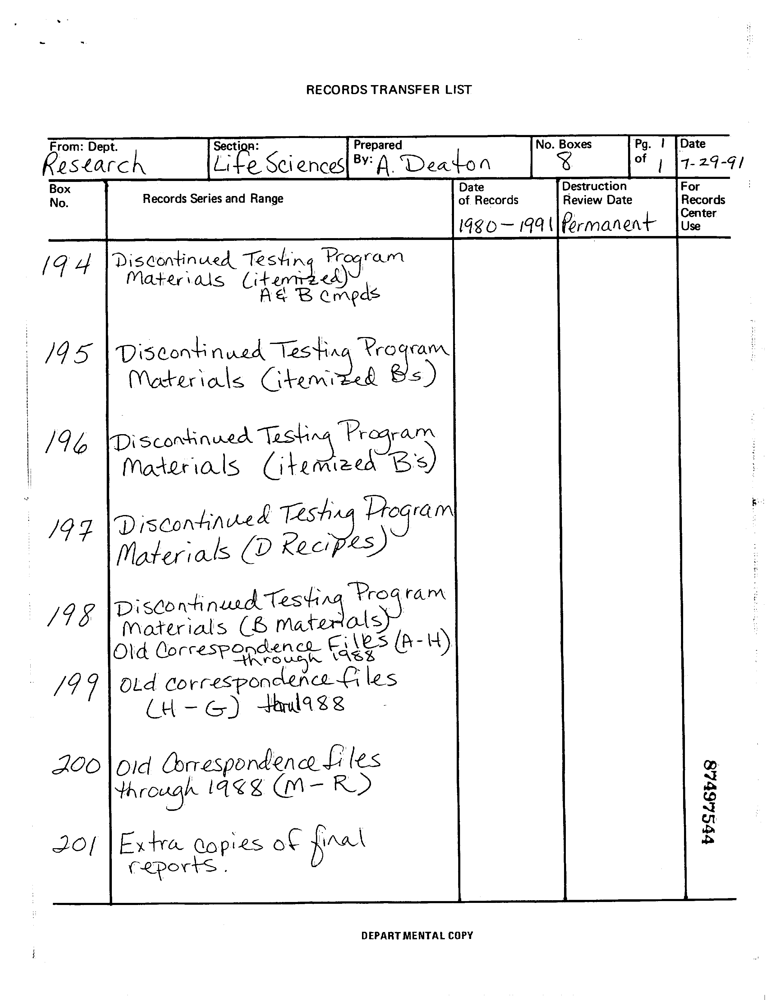 RECORDS TRANSFER LIST
From: Dept. Section: Prepared No. Boxes Pg. 1 Date
Research Life Sciences By: A. Deaton 8 of 1 7-29-91
Box Records Series and Range Date Destruction For
No. of Records Review Date Records
Center
1980-1991 Permanent Use
194 Discontinued Testing Program
Materials (itemized)
A & B cmpds
195 Discontinued Testing Program
Materials (itemized B's)
196 Discontinued Testing Program
Materials (itemized B's)
197 Discontinued Testing Program
Materials (D Recipes)
198 Discontinued Testing Program
Materials (B Materials)
Old Correspondence Files (A-H)
through 1988
199 Old correspondence files
(H-G) thru 1988
200 Old Correspondence files
through 1988 (M-R)
201 Extra copies of final
reports.
87497544
DEPARTMENTAL COPY